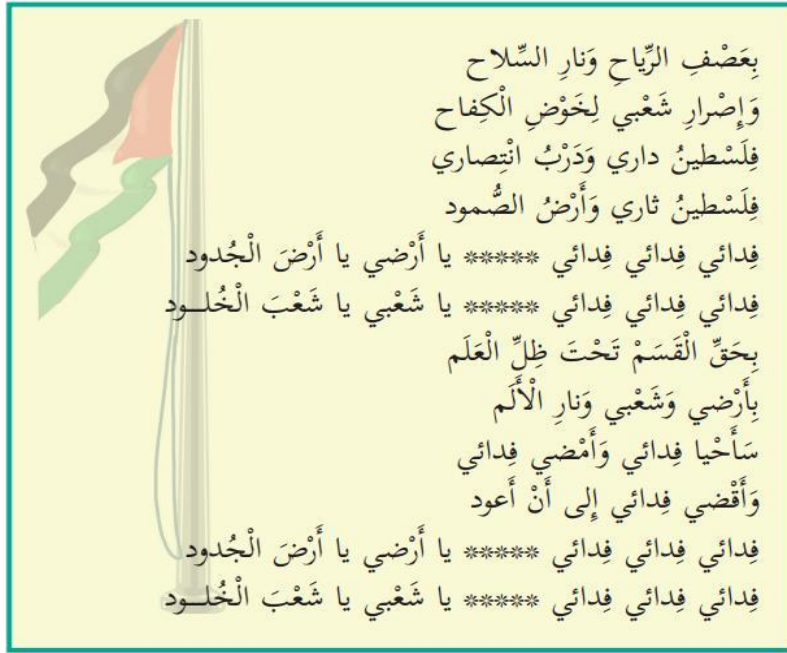 بِعَصْفِ الرِّياحِ وَنارِ السِّلاح
وَإِصْرارِ شَعْبي لِخَوْضِ الْكِفاح
فِلَسْطينُ داري وَدَرْبُ انْتِصاري
فِلَسْطينُ ثاري وَأَرْضُ الصُّمود
فِدائي فِدائي فِدائي ***** يا أَرْضي يا أَرْضَ الْجُدود
فِدائي فِدائي فِدائي ***** يا شَعْبي يا شَعْبَ الْخُلــود
بِحَقِّ الْقَسَمْ تَحْتَ ظِلِّ الْعَلَم
بِأَرْضي وَشَعْبي وَنارِ الْأَلَم
سَأَحْيا فِدائي وَأَمْضي فِدائي
وَأَقْضي فِدائي إِلى أَنْ أَعود
فِدائي فِدائي فِدائي ***** يا أَرْضي يا أَرْضَ الْجُدود
فِدائي فِدائي فِدائي ***** يا شَعْبي يا شَعْبَ الْخُلــود